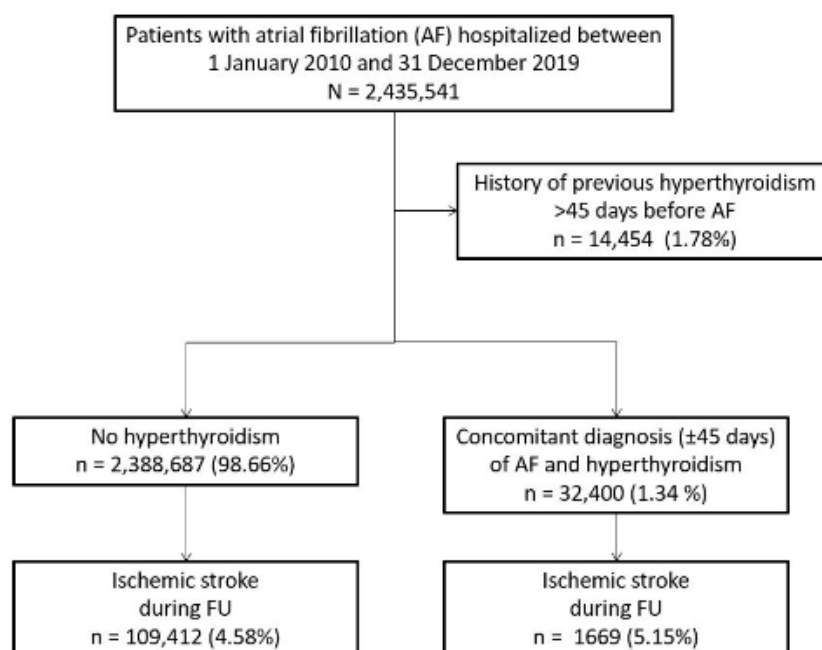 Patients with atrial fibrillation (AF) hospitalized between
1 January 2010 and 31 December 2019
N = 2,435,541
History of previous hyperthyroidism
>45 days before AF
n = 14,454 (1.78%)
No hyperthyroidism
n = 2,388,687 (98.66%)
Concomitant diagnosis (±45 days)
of AF and hyperthyroidism
n = 32,400 (1.34 %)
Ischemic stroke
during FU
n = 109,412 (4.58%)
Ischemic stroke
during FU
n = 1669 (5.15%)